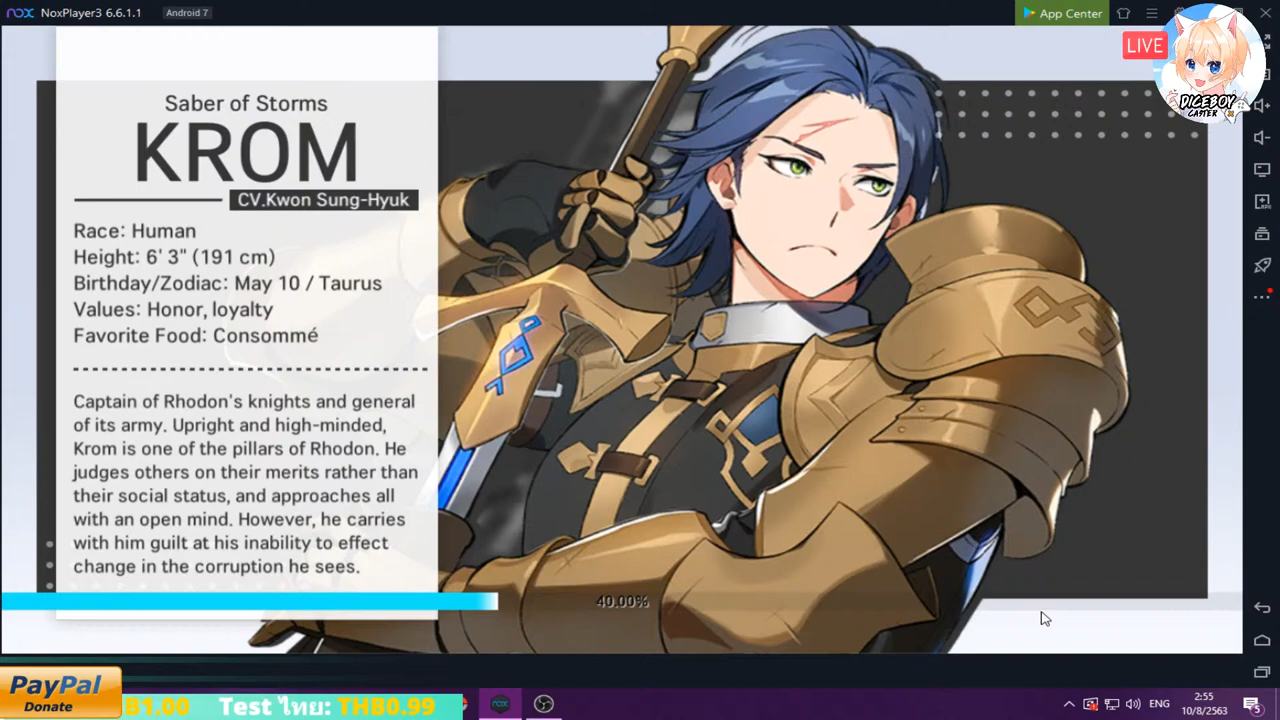 nox NoxPlayer3 6.6.1.1 Android 7 App Center
LIVE
DICEBOY
CASTER
Saber of Storms
KROM
CV.Kwon Sung-Hyuk
Race: Human
Height: 6' 3" (191 cm)
Birthday/Zodiac: May 10 / Taurus
Values: Honor, loyalty
Favorite Food: Consommé
Captain of Rhodon's knights and general
of its army. Upright and high-minded,
Krom is one of the pillars of Rhodon. He
judges others on their merits rather than
their social status, and approaches all
with an open mind. However, he carries
with him guilt at his inability to effect
change in the corruption he sees.
40.00%
PayPal
Donate
B1.00 Test ไทย: THB0.99
nox
ENG
2:55
10/8/2563
5